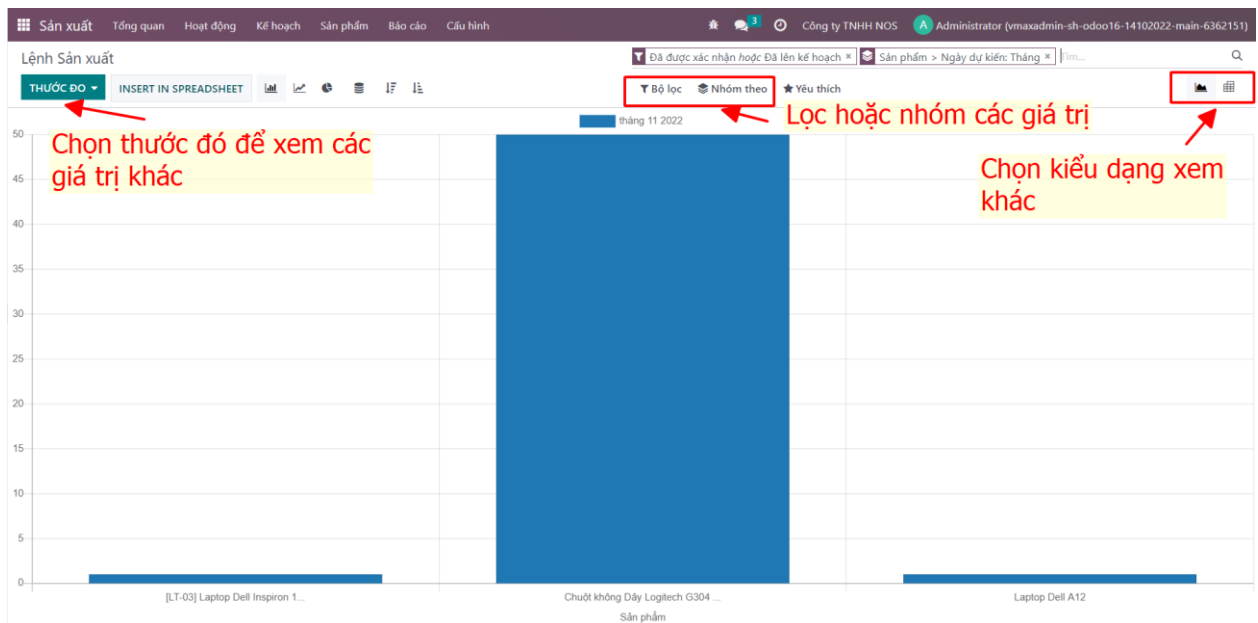 Sản xuất Tổng quan Hoạt động Kế hoạch Sản phẩm Báo cáo Cấu hình 3 Công ty TNHH NOS A Administrator (vmaxadmin-sh-odoo16-14102022-main-6362151)
Lệnh Sản xuất Đã được xác nhận hoặc Đã lên kế hoạch × Sản phẩm > Ngày dự kiến: Tháng × Tìm...
THƯỚC ĐO INSERT IN SPREADSHEET Bộ lọc Nhóm theo Yêu thích
Lọc hoặc nhóm các giá trị
tháng 11 2022
Chọn thước đó để xem các
giá trị khác
Chọn kiểu dạng xem
khác
50
45
40
35
30
25
20
15
10
5
0
[LT-03] Laptop Dell Inspiron 1... Chuột không Dây Logitech G304 ... Laptop Dell A12
Sản phẩm